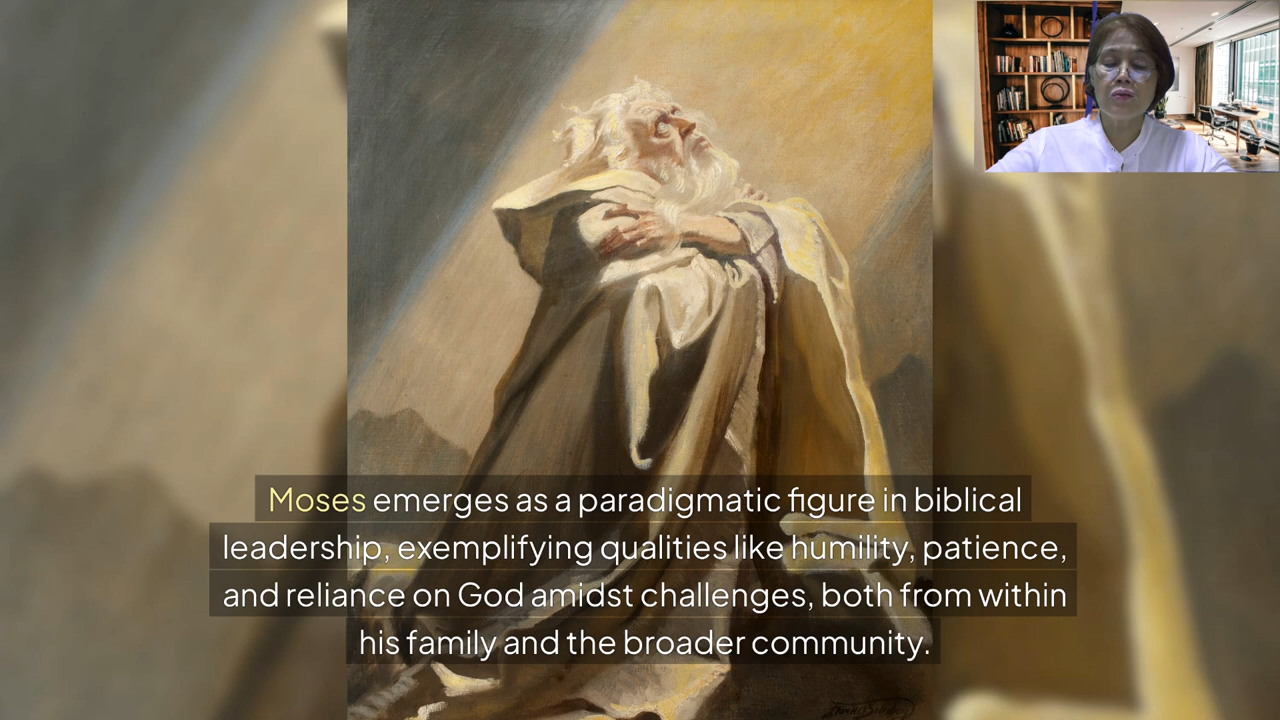 Moses emerges as a paradigmatic figure in biblical
leadership, exemplifying qualities like humility, patience,
and reliance on God amidst challenges, both from within
his family and the broader community.